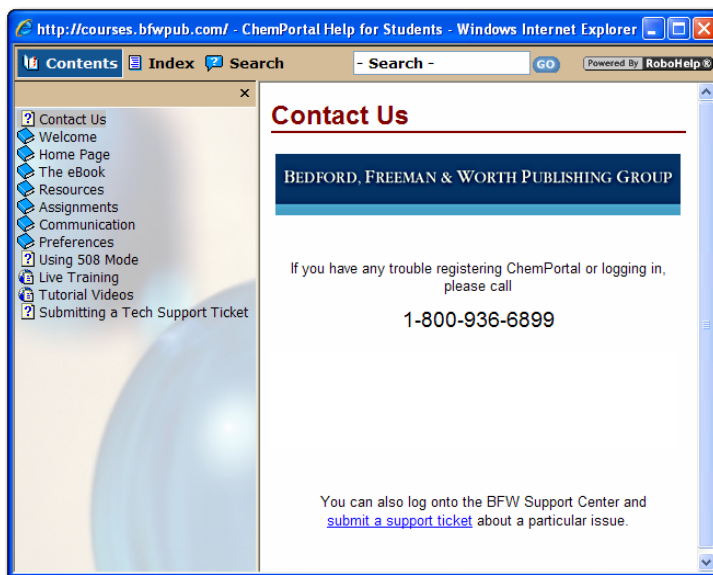 http://courses.bfwpub.com/ - ChemPortal Help for Students - Windows Internet Explorer
Contents Index Search - Search - GO Powered By RoboHelp®
x
Contact Us
Welcome
Home Page
The eBook
Resources
Assignments
Communication
Preferences
Using 508 Mode
Live Training
Tutorial Videos
Submitting a Tech Support Ticket
Contact Us
BEDFORD, FREEMAN & WORTH PUBLISHING GROUP
If you have any trouble registering ChemPortal or logging in,
please call
1-800-936-6899
You can also log onto the BFW Support Center and
submit a support ticket about a particular issue.